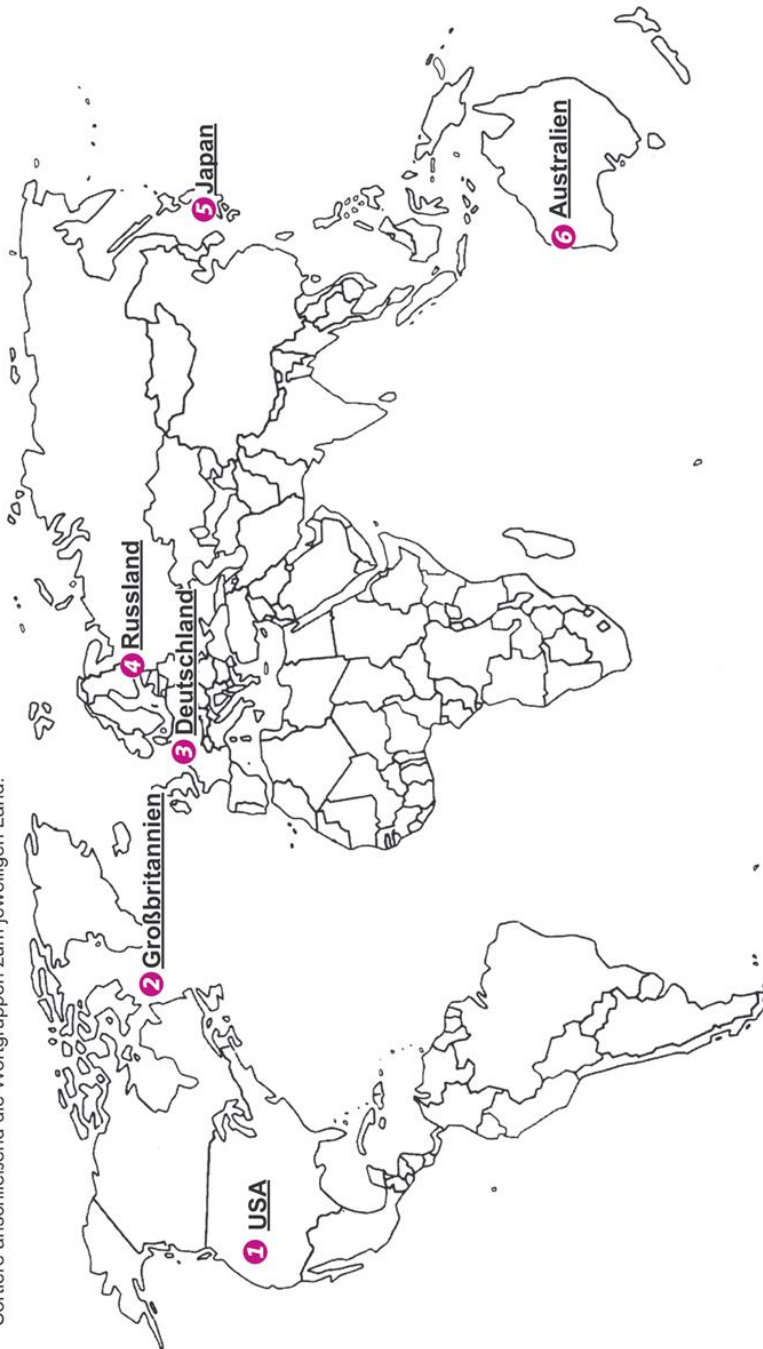 Sortiere anschließend die Wortgruppen zum jeweiligen Land.
1 USA
2 Großbritannien
3 Deutschland
4 Russland
5 Japan
6 Australien